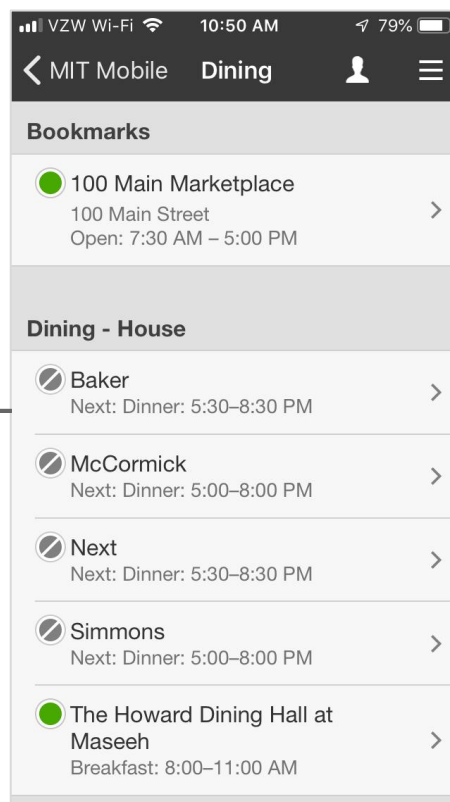 VZW Wi-Fi 10:50 AM 79%
MIT Mobile Dining
Bookmarks
100 Main Marketplace
100 Main Street
Open: 7:30 AM – 5:00 PM
Dining - House
Baker
Next: Dinner: 5:30–8:30 PM
McCormick
Next: Dinner: 5:00–8:00 PM
Next
Next: Dinner: 5:30–8:30 PM
Simmons
Next: Dinner: 5:00–8:00 PM
The Howard Dining Hall at
Maseeh
Breakfast: 8:00–11:00 AM